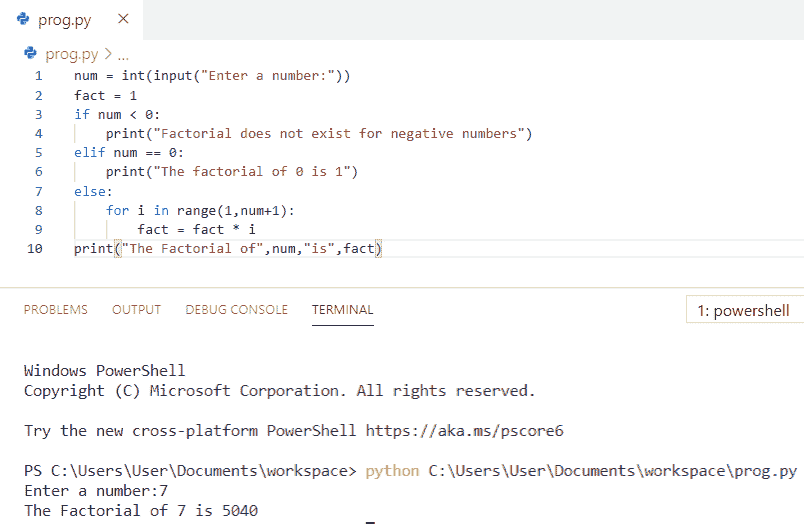 prog.py ×
prog.py > ...
1 num = int(input("Enter a number:"))
2 fact = 1
3 if num < 0:
4     print("Factorial does not exist for negative numbers")
5 elif num == 0:
6     print("The factorial of 0 is 1")
7 else:
8     for i in range(1,num+1):
9         fact = fact * i
10 print("The Factorial of",num,"is",fact)
PROBLEMS OUTPUT DEBUG CONSOLE TERMINAL 1: powershell
Windows PowerShell
Copyright (C) Microsoft Corporation. All rights reserved.
Try the new cross-platform PowerShell https://aka.ms/pscore6
PS C:\Users\User\Documents\workspace> python C:\Users\User\Documents\workspace\prog.py
Enter a number:7
The Factorial of 7 is 5040